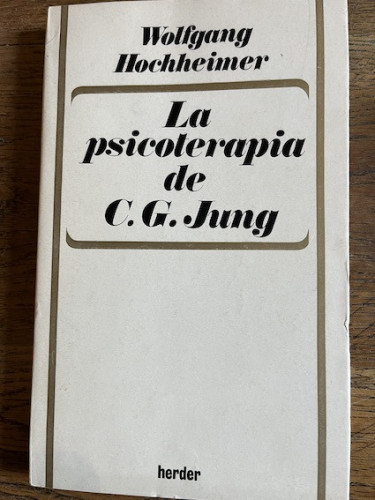 Wolfgang
Hochheimer
La
psicoterapia
de
C. G. Jung
herder